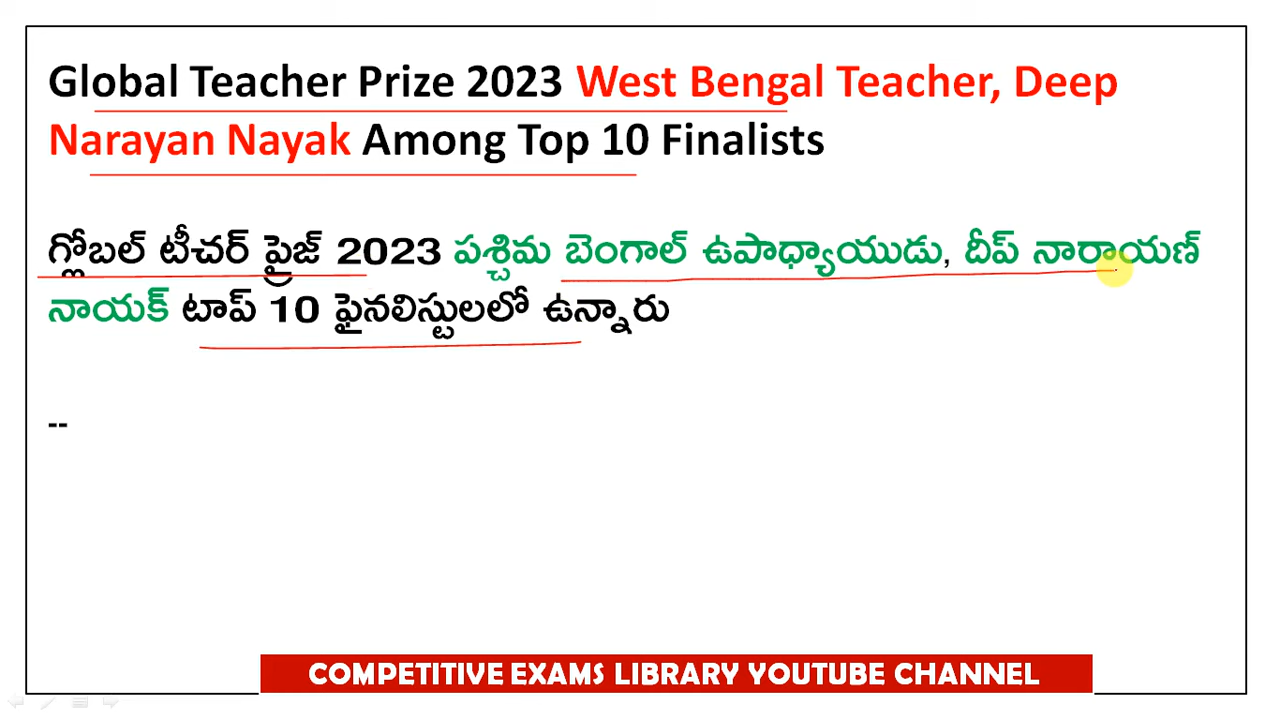 Global Teacher Prize 2023 West Bengal Teacher, Deep
Narayan Nayak Among Top 10 Finalists
గ్లోబల్ టీచర్ ప్రైజ్ 2023 పశ్చిమ బెంగాల్ ఉపాధ్యాయుడు, దీప్ నారాయణ్
నాయక్ టాప్ 10 ఫైనలిస్టులలో ఉన్నారు
--
COMPETITIVE EXAMS LIBRARY YOUTUBE CHANNEL